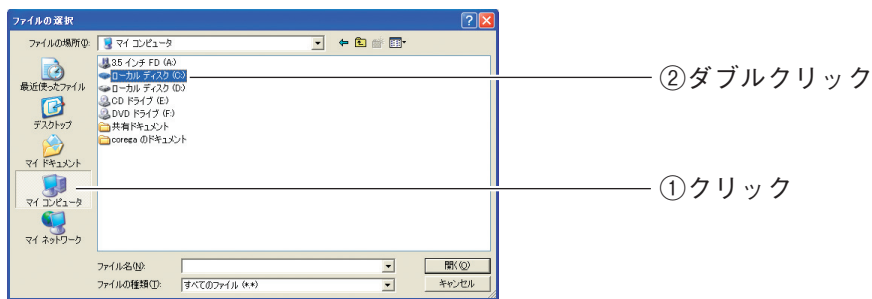 ファイルの選択
ファイルの場所(I):
マイ コンピュータ
最近使ったファイル
デスクトップ
マイ ドキュメント
マイ コンピュータ
マイ ネットワーク
3.5 インチ FD (A:)
ローカル ディスク (C:)
ローカル ディスク (D:)
CD ドライブ (E:)
DVD ドライブ (F:)
共有ドキュメント
corega のドキュメント
②ダブルクリック
①クリック
ファイル名(N):
開く(O)
ファイルの種類(T):
すべてのファイル (*.*)
キャンセル